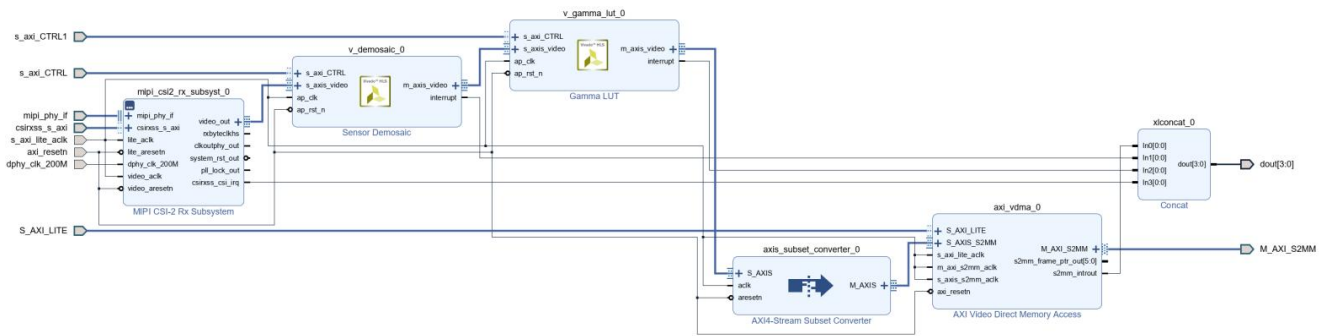 s_axi_CTRL1
s_axi_CTRL
mipi_phy_if
csirxss_s_axi
s_axi_lite_aclk
axi_resetn
dphy_clk_200M
S_AXI_LITE
mipi_csi2_rx_subsyst_0
mipi_phy_if
csirxss_s_axi
lite_aclk
lite_aresetn
dphy_clk_200M
video_aclk
video_aresetn
video_out
rxbyteclkhs
clkoutphy_out
system_rst_out
pll_lock_out
csirxss_csi_irq
MIPI CSI-2 Rx Subsystem
v_demosaic_0
s_axi_CTRL
s_axis_video
ap_clk
ap_rst_n
m_axis_video
interrupt
Sensor Demosaic
v_gamma_lut_0
s_axi_CTRL
s_axis_video
ap_clk
ap_rst_n
m_axis_video
interrupt
Gamma LUT
axis_subset_converter_0
S_AXIS
aclk
aresetn
M_AXIS
AXI4-Stream Subset Converter
axi_vdma_0
S_AXI_LITE
S_AXIS_S2MM
s_axi_lite_aclk
m_axi_s2mm_aclk
s_axis_s2mm_aclk
axi_resetn
M_AXI_S2MM
s2mm_frame_ptr_out[5:0]
s2mm_introut
AXI Video Direct Memory Access
xlconcat_0
In0[0:0]
In1[0:0]
In2[0:0]
In3[0:0]
dout[3:0]
Concat
dout[3:0]
M_AXI_S2MM